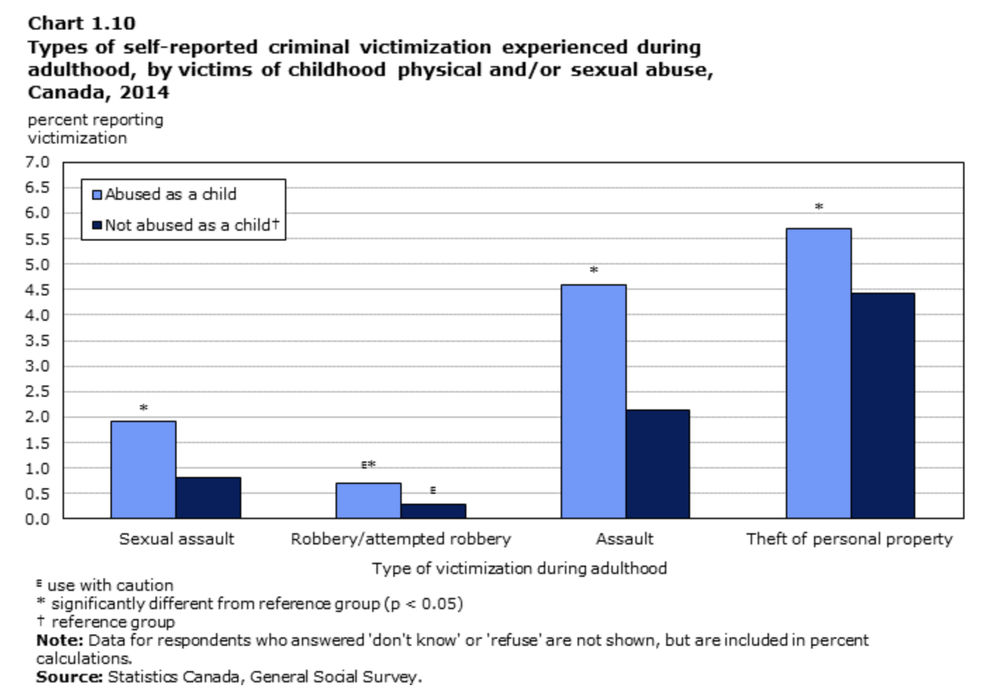 Chart 1.10
Types of self-reported criminal victimization experienced during
adulthood, by victims of childhood physical and/or sexual abuse,
Canada, 2014
percent reporting
victimization
7.0
6.5
6.0
5.5
5.0
4.5
4.0
3.5
3.0
2.5
2.0
1.5
1.0
0.5
0.0
Abused as a child
Not abused as a child†
*
E*
E
*
*
Sexual assault
Robbery/attempted robbery
Assault
Theft of personal property
Type of victimization during adulthood
E use with caution
* significantly different from reference group (p < 0.05)
† reference group
Note: Data for respondents who answered 'don't know' or 'refuse' are not shown, but are included in percent
calculations.
Source: Statistics Canada, General Social Survey.